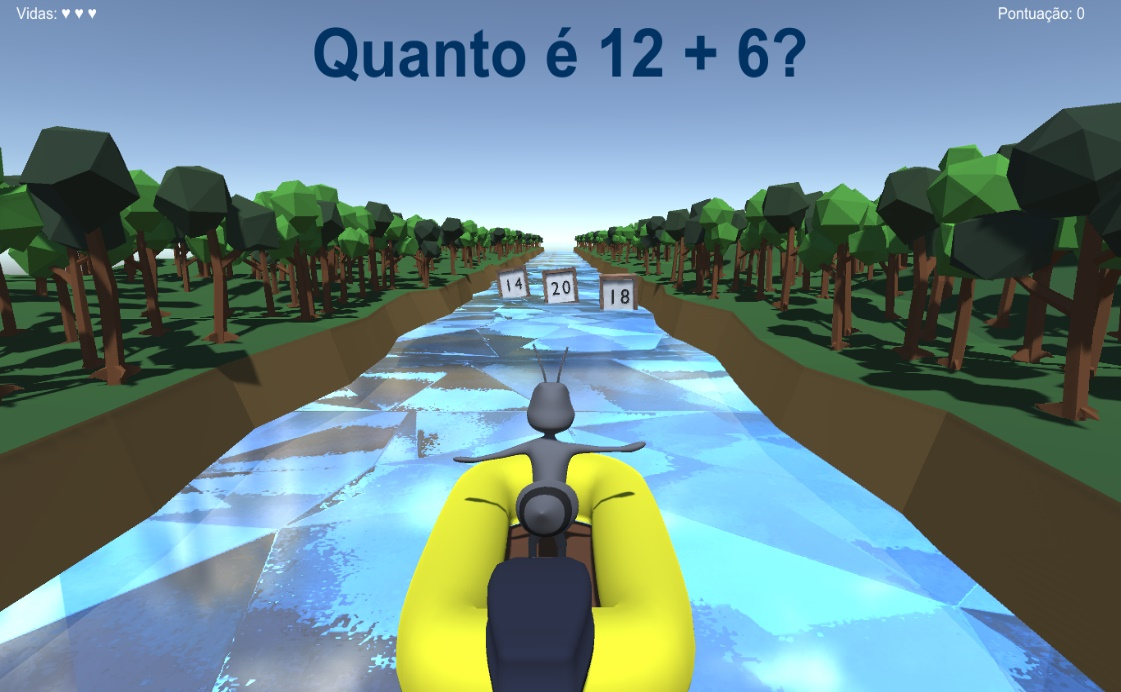 Vidas: ♥ ♥ ♥
Pontuação: 0
Quanto é 12 + 6?
14
20
18